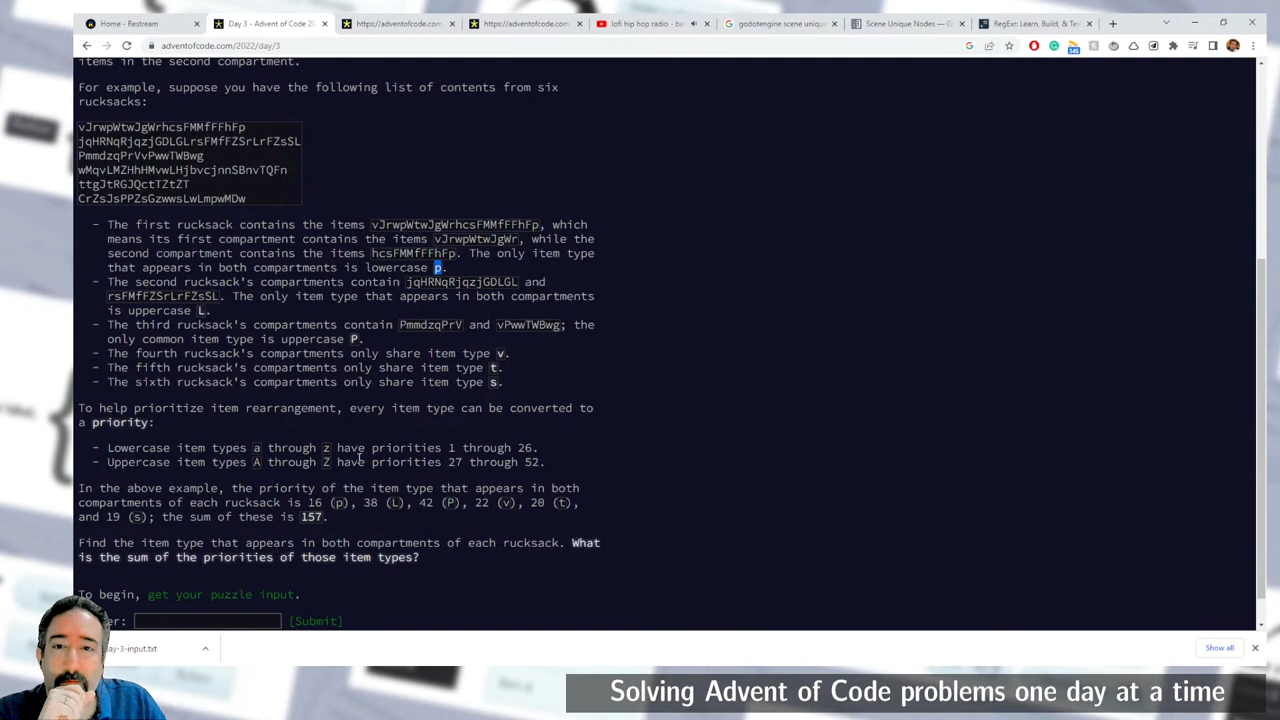 Home - Restream
Day 3 - Advent of Code 20
https://adventofcode.com/2022
https://adventofcode.com/2022
lofi hip hop radio - be
godotengine scene uniqu
Scene Unique Nodes — G
RegExr: Learn, Build, & Tes
adventofcode.com/2022/day/3
items in the second compartment.
For example, suppose you have the following list of contents from six
rucksacks:
vJrwpWtwJgWrhcsFMMfFFhFp
jqHRNqRjqzjGDLGLrsFMfFZSrLrFZsSL
PmmdzqPrVvPwwTWBwg
wMqvLMZHhHMvwLHjbvcjnnSBnvTQFn
ttgJtRGJQctTZtZT
CrZsJsPPZsGzwwsLwLmpwMDw
- The first rucksack contains the items vJrwpWtwJgWrhcsFMMfFFhFp, which
means its first compartment contains the items vJrwpWtwJgWr, while the
second compartment contains the items hcsFMMfFFhFp. The only item type
that appears in both compartments is lowercase p.
- The second rucksack's compartments contain jqHRNqRjqzjGDLGL and
rsFMfFZSrLrFZsSL. The only item type that appears in both compartments
is uppercase L.
- The third rucksack's compartments contain PmmdzqPrV and vPwwTWBwg; the
only common item type is uppercase P.
- The fourth rucksack's compartments only share item type v.
- The fifth rucksack's compartments only share item type t.
- The sixth rucksack's compartments only share item type s.
To help prioritize item rearrangement, every item type can be converted to
a priority:
- Lowercase item types a through z have priorities 1 through 26.
- Uppercase item types A through Z have priorities 27 through 52.
In the above example, the priority of the item type that appears in both
compartments of each rucksack is 16 (p), 38 (L), 42 (P), 22 (v), 20 (t),
and 19 (s); the sum of these is 157.
Find the item type that appears in both compartments of each rucksack. What
is the sum of the priorities of those item types?
To begin, get your puzzle input.
er: [Submit]
day-3-input.txt
Show all
Solving Advent of Code problems one day at a time